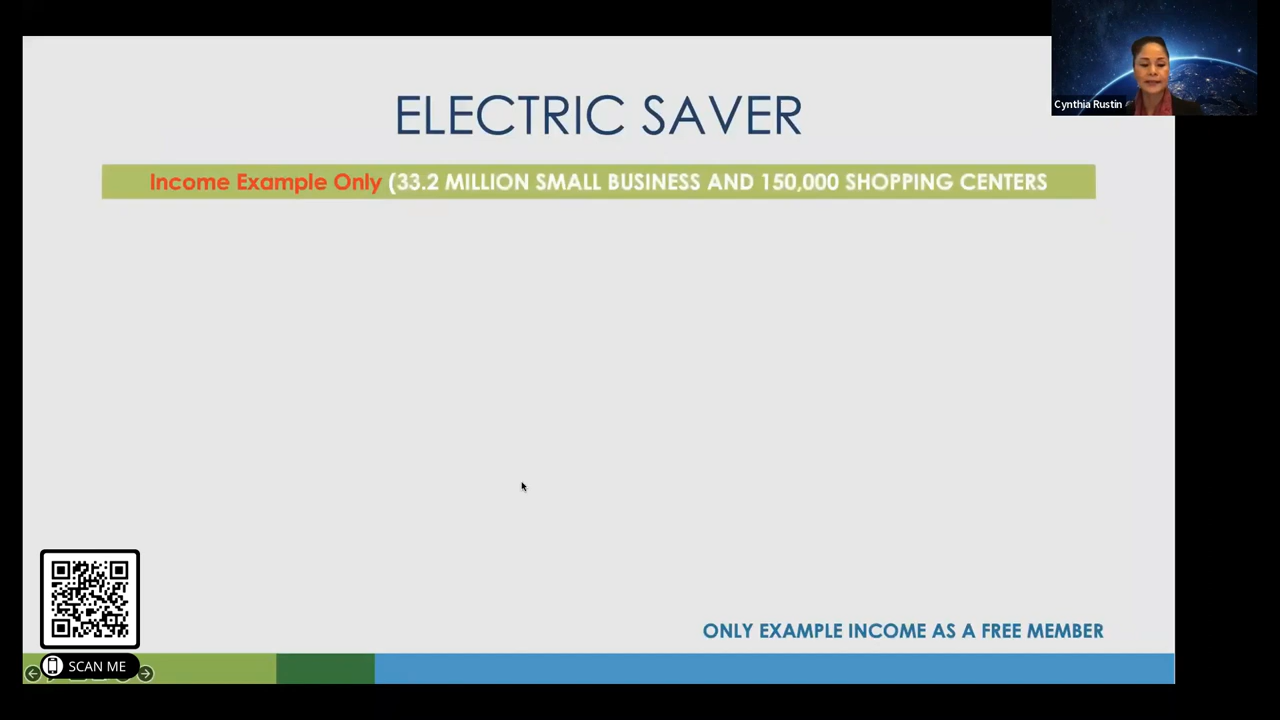 Cynthia Rustin
ELECTRIC SAVER
Income Example Only (33.2 MILLION SMALL BUSINESS AND 150,000 SHOPPING CENTERS
ONLY EXAMPLE INCOME AS A FREE MEMBER
SCAN ME